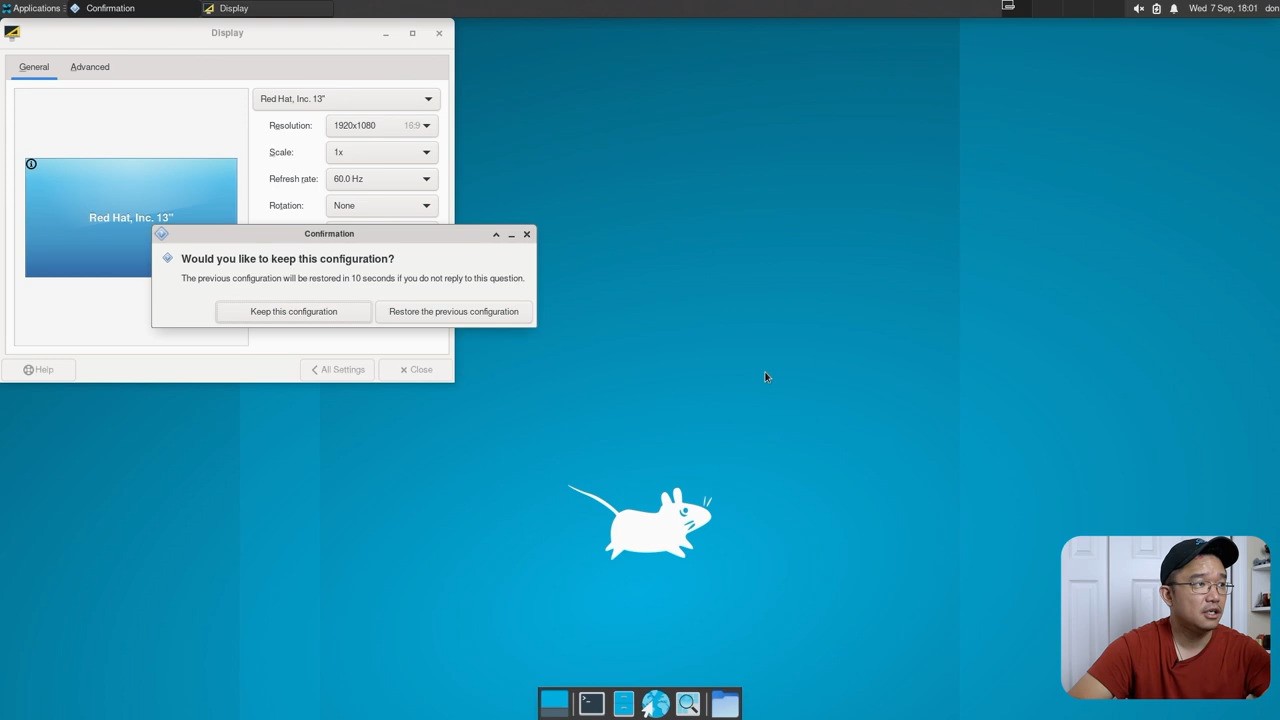 Applications
Confirmation
Display
Wed 7 Sep, 18:01
don
Display
General
Advanced
Red Hat, Inc. 13"
Resolution:
1920x1080
16:9
Scale:
1x
Refresh rate:
60.0 Hz
Rotation:
None
Red Hat, Inc. 13"
Confirmation
Would you like to keep this configuration?
The previous configuration will be restored in 10 seconds if you do not reply to this question.
Keep this configuration
Restore the previous configuration
Help
All Settings
Close